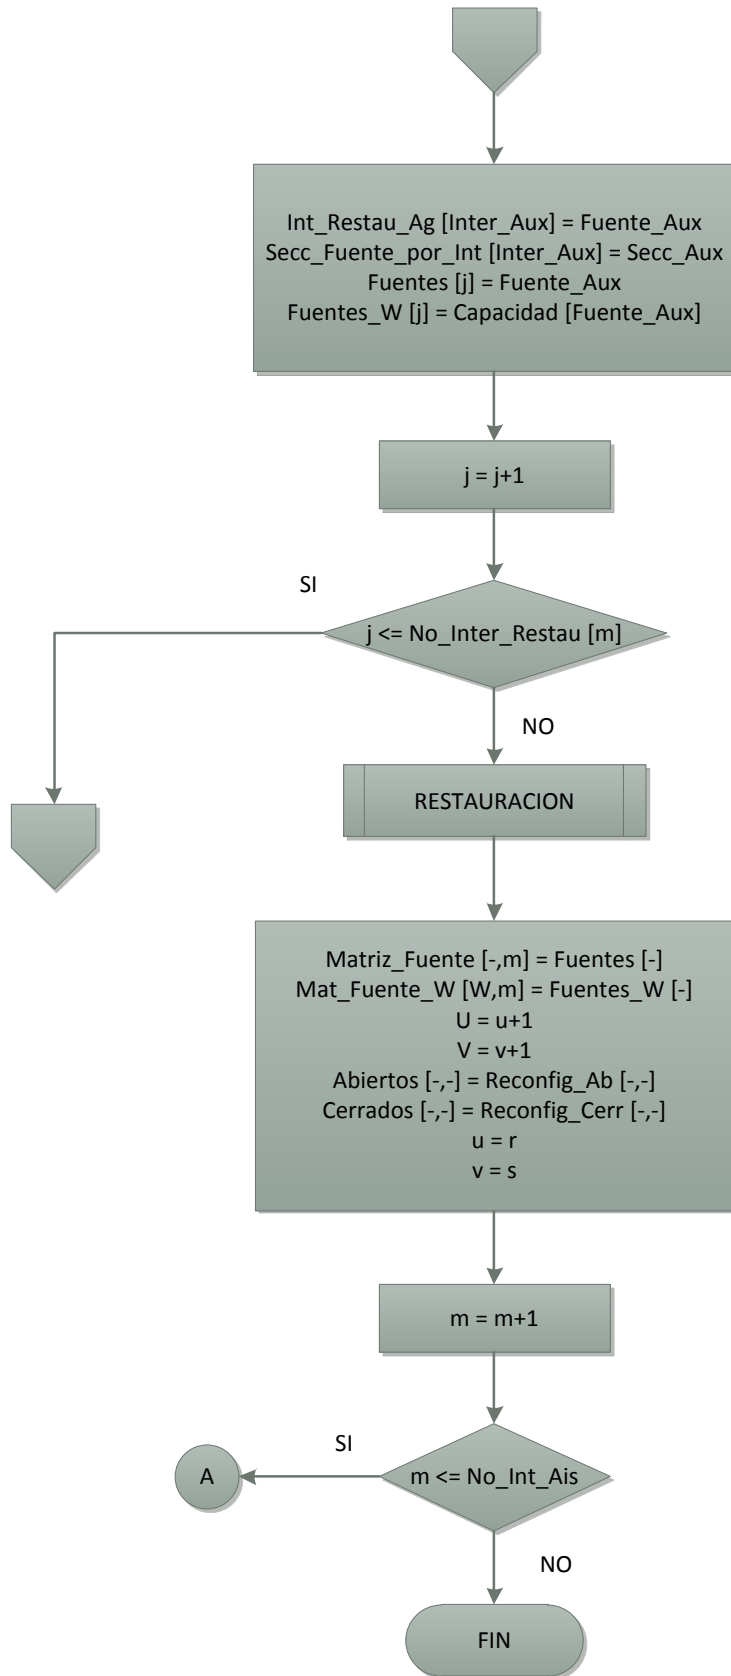 Int_Restau_Ag [Inter_Aux] = Fuente_Aux
Secc_Fuente_por_Int [Inter_Aux] = Secc_Aux
Fuentes [j] = Fuente_Aux
Fuentes_W [j] = Capacidad [Fuente_Aux]
j = j+1
SI
j <= No_Inter_Restau [m]
NO
RESTAURACION
Matriz_Fuente [-,m] = Fuentes [-]
Mat_Fuente_W [W,m] = Fuentes_W [-]
U = u+1
V = v+1
Abiertos [-,-] = Reconfig_Ab [-,-]
Cerrados [-,-] = Reconfig_Cerr [-,-]
u = r
v = s
m = m+1
SI
A
m <= No_Int_Ais
NO
FIN